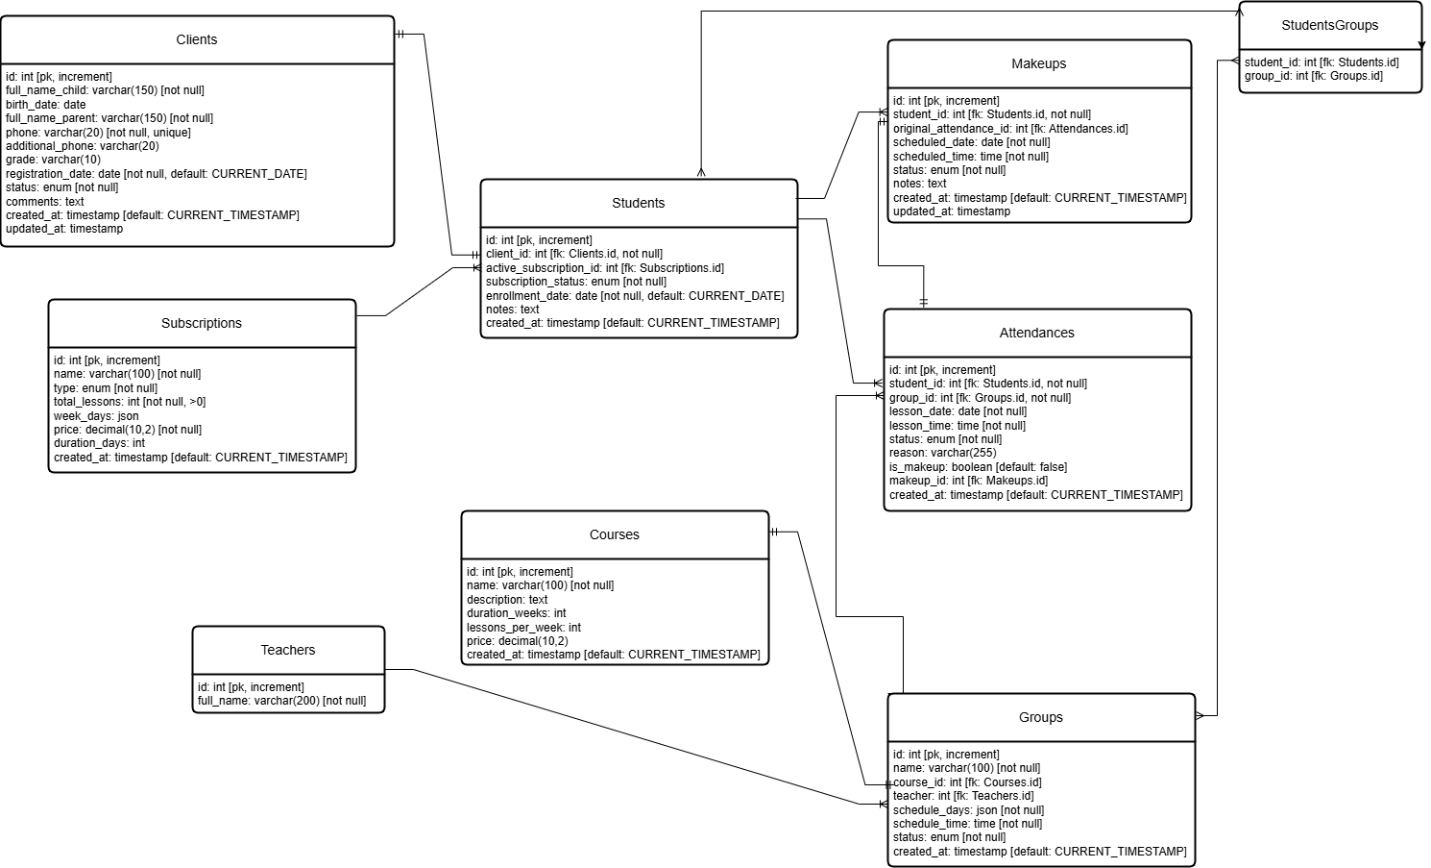 Clients
id: int [pk, increment]
full_name_child: varchar(150) [not null]
birth_date: date
full_name_parent: varchar(150) [not null]
phone: varchar(20) [not null, unique]
additional_phone: varchar(20)
grade: varchar(10)
registration_date: date [not null, default: CURRENT_DATE]
status: enum [not null]
comments: text
created_at: timestamp [default: CURRENT_TIMESTAMP]
updated_at: timestamp
Subscriptions
id: int [pk, increment]
name: varchar(100) [not null]
type: enum [not null]
total_lessons: int [not null, >0]
week_days: json
price: decimal(10,2) [not null]
duration_days: int
created_at: timestamp [default: CURRENT_TIMESTAMP]
Students
id: int [pk, increment]
client_id: int [fk: Clients.id, not null]
active_subscription_id: int [fk: Subscriptions.id]
subscription_status: enum [not null]
enrollment_date: date [not null, default: CURRENT_DATE]
notes: text
created_at: timestamp [default: CURRENT_TIMESTAMP]
Makeups
id: int [pk, increment]
student_id: int [fk: Students.id, not null]
original_attendance_id: int [fk: Attendances.id]
scheduled_date: date [not null]
scheduled_time: time [not null]
status: enum [not null]
notes: text
created_at: timestamp [default: CURRENT_TIMESTAMP]
updated_at: timestamp
StudentsGroups
student_id: int [fk: Students.id]
group_id: int [fk: Groups.id]
Attendances
id: int [pk, increment]
student_id: int [fk: Students.id, not null]
group_id: int [fk: Groups.id, not null]
lesson_date: date [not null]
lesson_time: time [not null]
status: enum [not null]
reason: varchar(255)
is_makeup: boolean [default: false]
makeup_id: int [fk: Makeups.id]
created_at: timestamp [default: CURRENT_TIMESTAMP]
Courses
id: int [pk, increment]
name: varchar(100) [not null]
description: text
duration_weeks: int
lessons_per_week: int
price: decimal(10,2)
created_at: timestamp [default: CURRENT_TIMESTAMP]
Teachers
id: int [pk, increment]
full_name: varchar(200) [not null]
Groups
id: int [pk, increment]
name: varchar(100) [not null]
course_id: int [fk: Courses.id]
teacher: int [fk: Teachers.id]
schedule_days: json [not null]
schedule_time: time [not null]
status: enum [not null]
created_at: timestamp [default: CURRENT_TIMESTAMP]